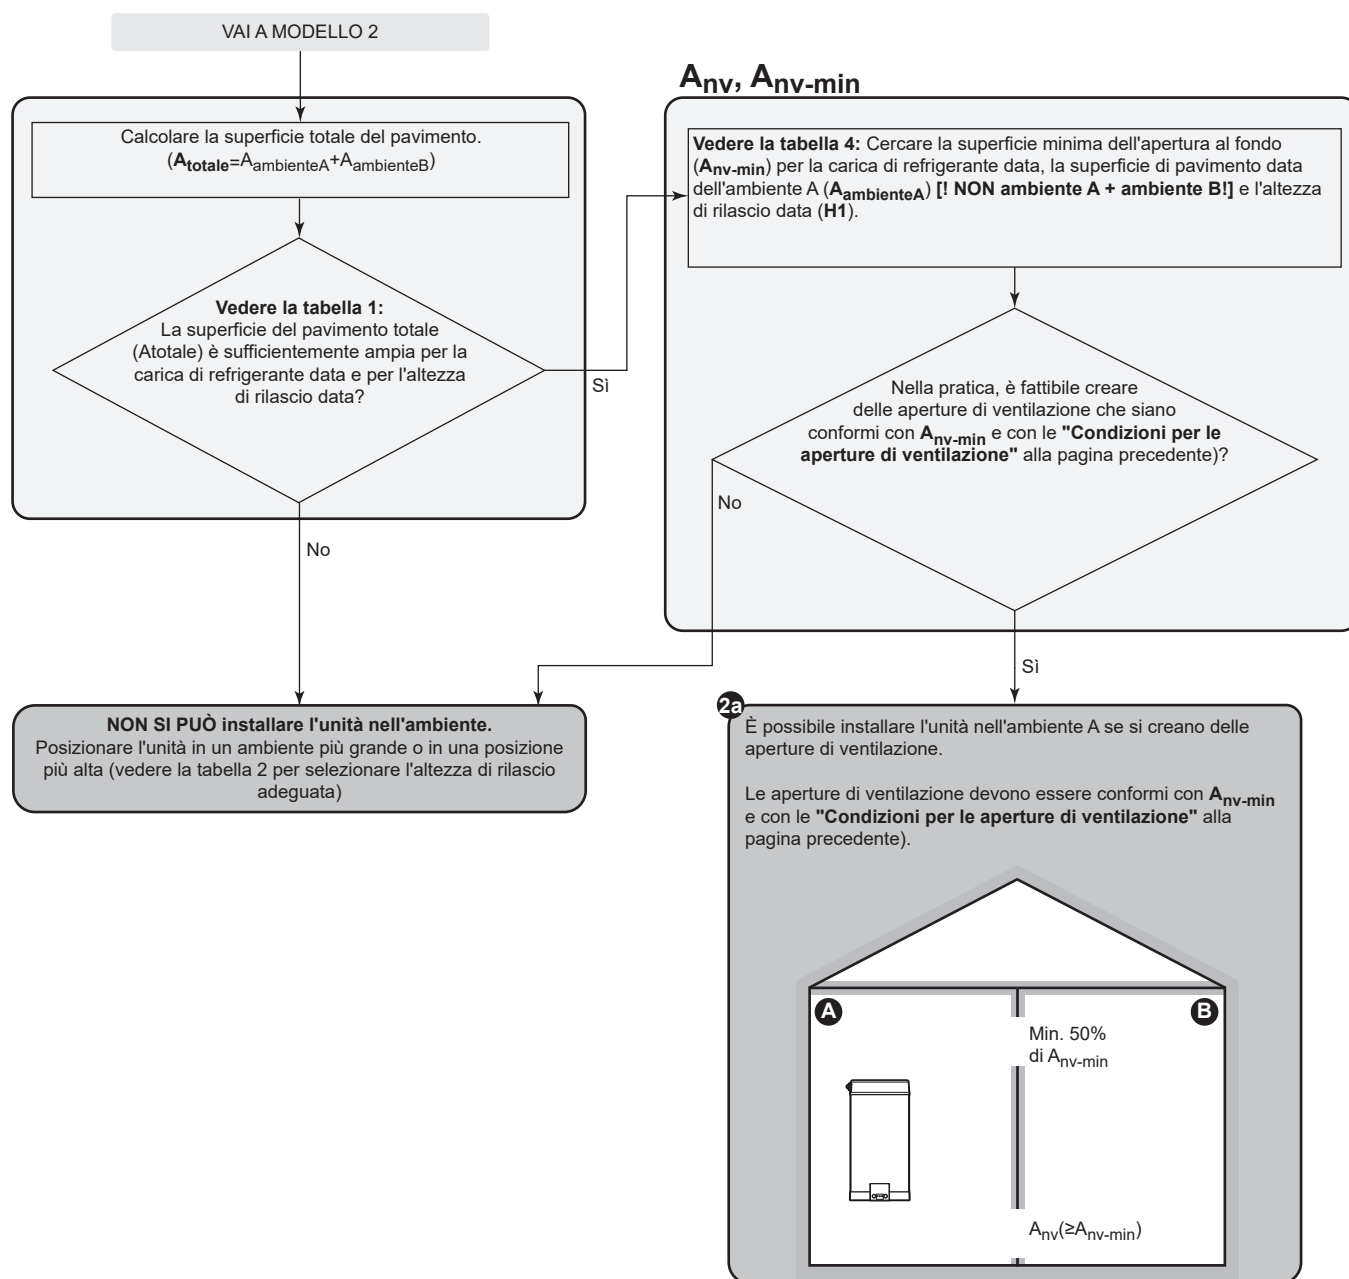 VAI A MODELLO 2
Calcolare la superficie totale del pavimento.
(Atotale=AambienteA+AambienteB)
Vedere la tabella 1:
La superficie del pavimento totale
(Atotale) è sufficientemente ampia per la
carica di refrigerante data e per l'altezza
di rilascio data?
Sì
No
Anv, Anv-min
Vedere la tabella 4: Cercare la superficie minima dell'apertura al fondo
(Anv-min) per la carica di refrigerante data, la superficie di pavimento data
dell'ambiente A (AambienteA) [! NON ambiente A + ambiente B!] e l'altezza
di rilascio data (H1).
Nella pratica, è fattibile creare
delle aperture di ventilazione che siano
conformi con Anv-min e con le "Condizioni per le
aperture di ventilazione" alla pagina precedente)?
No
Sì
NON SI PUÒ installare l'unità nell'ambiente.
Posizionare l'unità in un ambiente più grande o in una posizione
più alta (vedere la tabella 2 per selezionare l'altezza di rilascio
adeguata)
2a
È possibile installare l'unità nell'ambiente A se si creano delle
aperture di ventilazione.
Le aperture di ventilazione devono essere conformi con Anv-min
e con le "Condizioni per le aperture di ventilazione" alla
pagina precedente).
A
B
Min. 50%
di Anv-min
Anv(≥Anv-min)